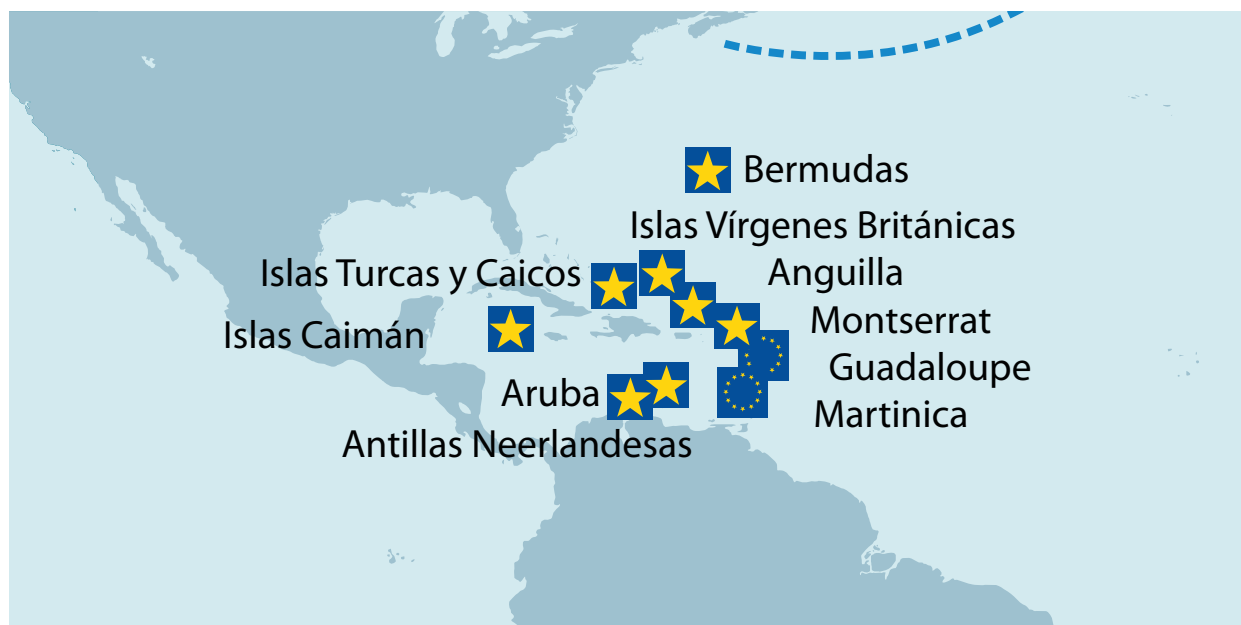 Bermudas
Islas Vírgenes Británicas
Islas Turcas y Caicos
Anguilla
Islas Caimán
Montserrat
Guadaloupe
Aruba
Martinica
Antillas Neerlandesas